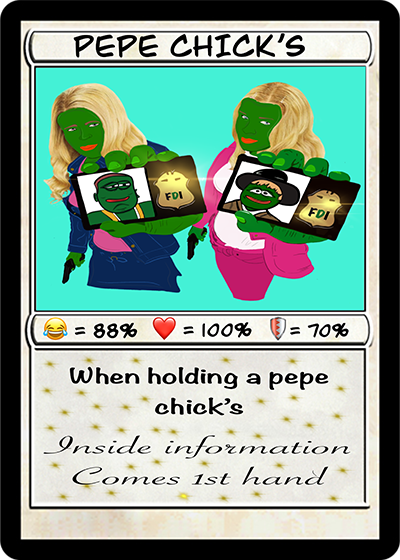 PEPE CHICK'S
FDI
FDI
😂 = 88% ❤️ = 100% 🛡️ = 70%
When holding a pepe
chick's
Inside information
Comes 1st hand